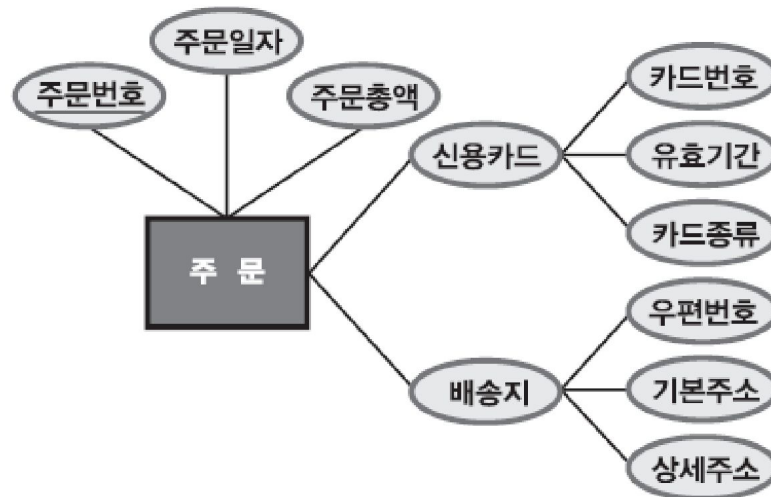 주문일자
주문번호
주문총액
카드번호
신용카드
유효기간
카드종류
주 문
우편번호
배송지
기본주소
상세주소